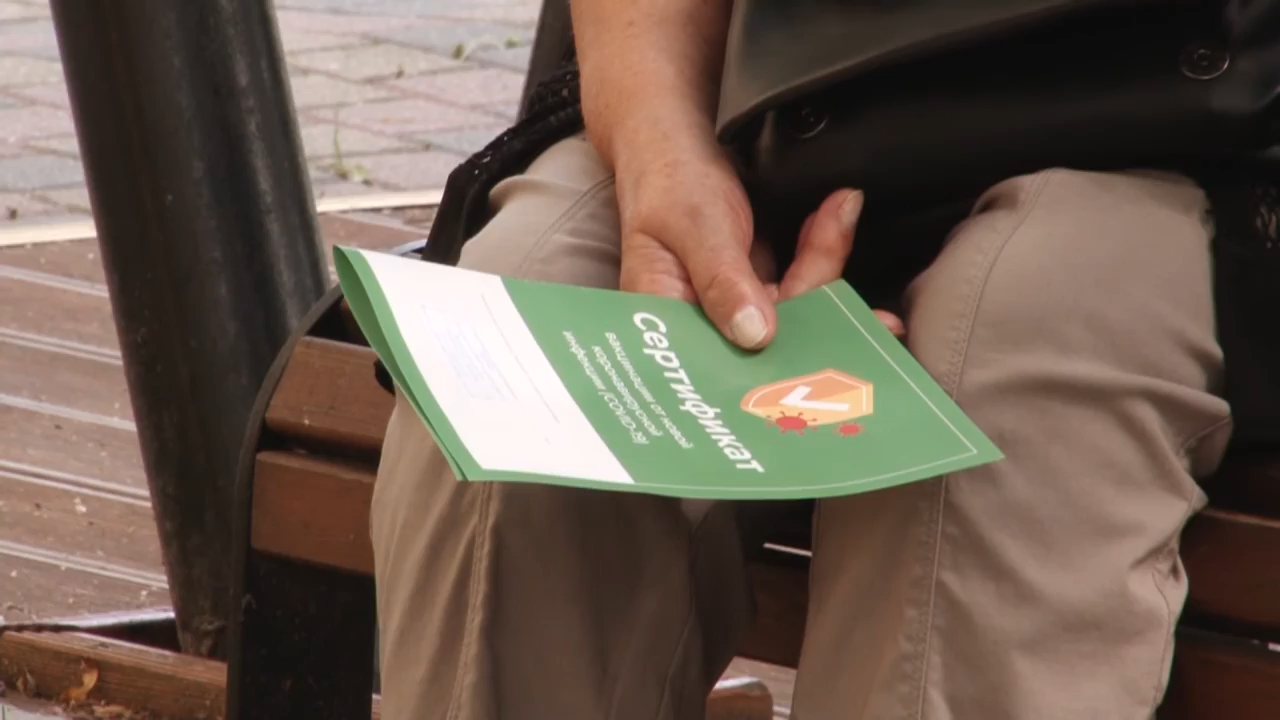 Сертификат
вакцинации от новой
коронавирусной
инфекции (COVID-19)